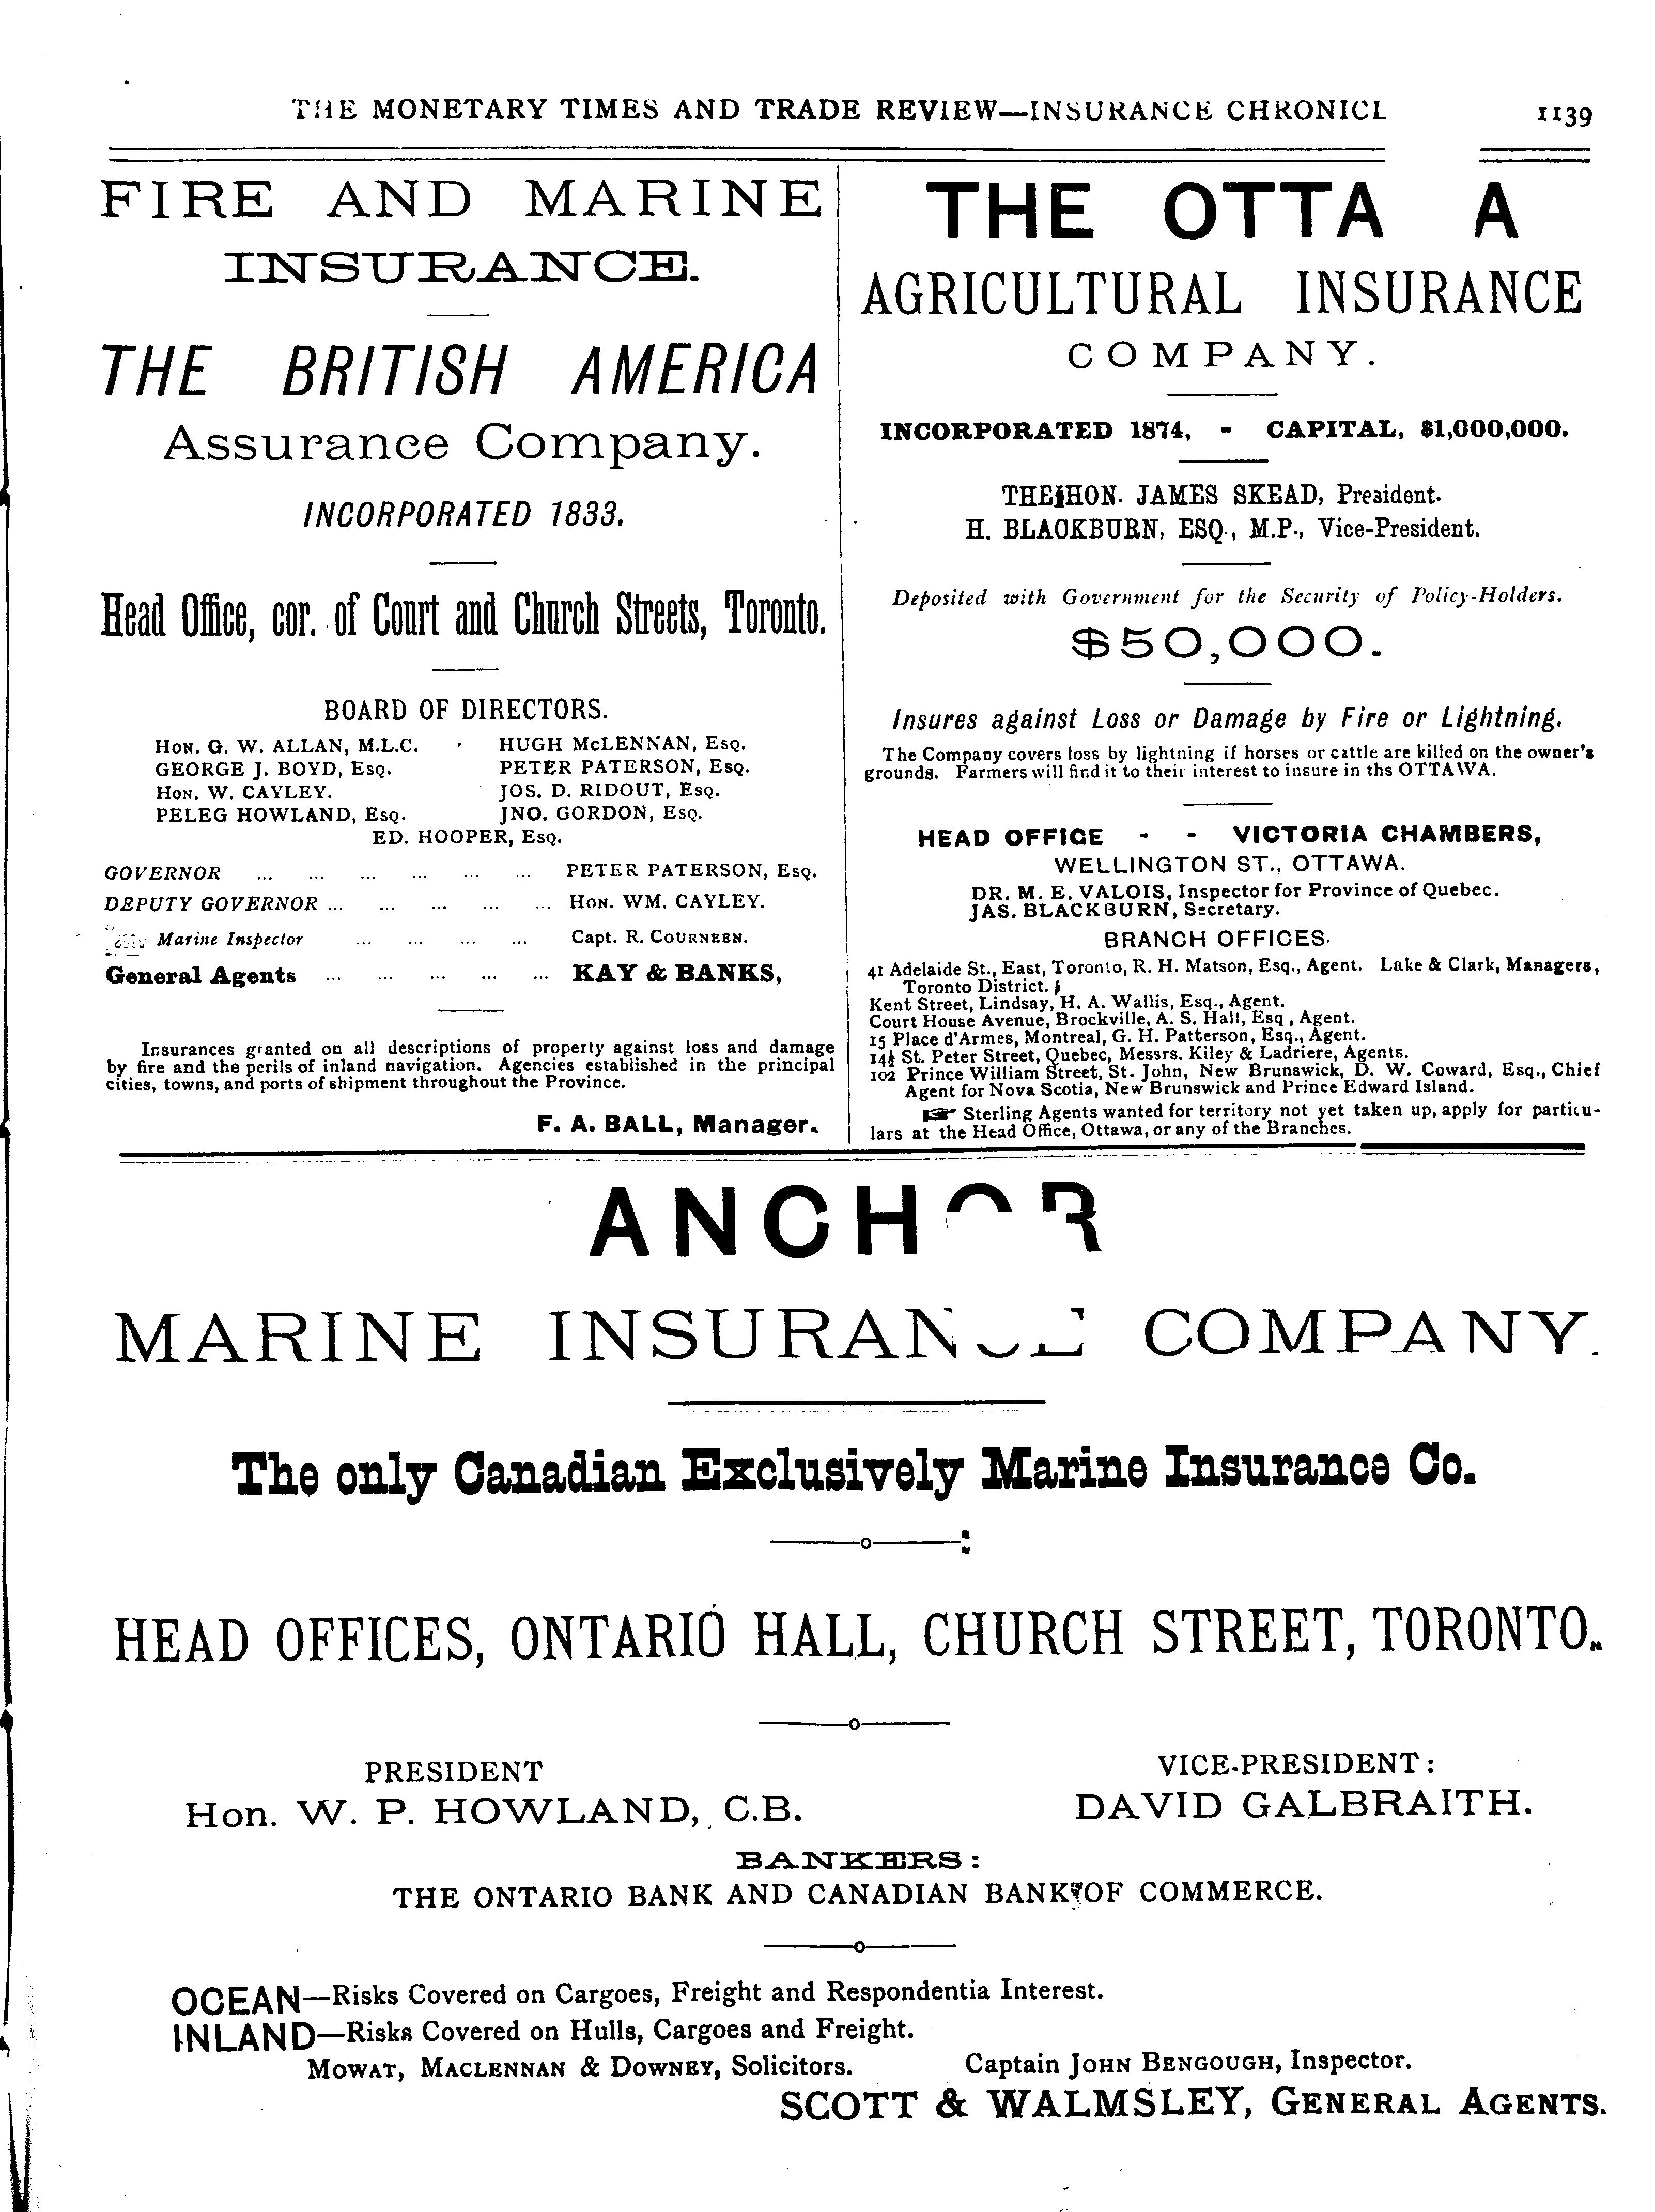 THE MONETARY TIMES AND TRADE REVIEW—INSURANCE CHRONICL 1139
FIRE AND MARINE
INSURANCE.
THE BRITISH AMERICA
Assurance Company.
INCORPORATED 1833.
Head Office, cor. of Court and Church Streets, Toronto.
BOARD OF DIRECTORS.
HON. G. W. ALLAN, M.L.C. HUGH McLENNAN, ESQ.
GEORGE J. BOYD, ESQ. PETER PATERSON, ESQ.
HON. W. CAYLEY. JOS. D. RIDOUT, ESQ.
PELEG HOWLAND, ESQ. JNO. GORDON, ESQ.
ED. HOOPER, ESQ.
GOVERNOR ... ... ... ... ... ... PETER PATERSON, ESQ.
DEPUTY GOVERNOR ... ... ... ... ... HON. WM. CAYLEY.
Marine Inspector ... ... ... ... Capt. R. COURNEEN.
General Agents ... ... ... ... ... KAY & BANKS,
Insurances granted on all descriptions of property against loss and damage
by fire and the perils of inland navigation. Agencies established in the principal
cities, towns, and ports of shipment throughout the Province.
F. A. BALL, Manager.
THE OTTA A
AGRICULTURAL INSURANCE
COMPANY.
INCORPORATED 1874, - CAPITAL, $1,000,000.
THE HON. JAMES SKEAD, President.
H. BLACKBURN, ESQ., M.P., Vice-President.
Deposited with Government for the Security of Policy-Holders.
$50,000.
Insures against Loss or Damage by Fire or Lightning.
The Company covers loss by lightning if horses or cattle are killed on the owner's
grounds. Farmers will find it to their interest to insure in ths OTTAWA.
HEAD OFFICE - - VICTORIA CHAMBERS,
WELLINGTON ST., OTTAWA.
DR. M. E. VALOIS, Inspector for Province of Quebec.
JAS. BLACKBURN, Secretary.
BRANCH OFFICES.
41 Adelaide St., East, Toronto, R. H. Matson, Esq., Agent. Lake & Clark, Managers,
Toronto District.
Kent Street, Lindsay, H. A. Wallis, Esq., Agent.
Court House Avenue, Brockville, A. S. Hall, Esq., Agent.
15 Place d'Armes, Montreal, G. H. Patterson, Esq., Agent.
14½ St. Peter Street, Quebec, Messrs. Kiley & Ladriere, Agents.
102 Prince William Street, St. John, New Brunswick, D. W. Coward, Esq., Chief
Agent for Nova Scotia, New Brunswick and Prince Edward Island.
☞ Sterling Agents wanted for territory not yet taken up, apply for particu-
lars at the Head Office, Ottawa, or any of the Branches.
ANCHOR
MARINE INSURANCE COMPANY.
The only Canadian Exclusively Marine Insurance Co.
HEAD OFFICES, ONTARIO HALL, CHURCH STREET, TORONTO.
PRESIDENT VICE-PRESIDENT:
Hon. W. P. HOWLAND, C.B. DAVID GALBRAITH.
BANKERS:
THE ONTARIO BANK AND CANADIAN BANK OF COMMERCE.
OCEAN—Risks Covered on Cargoes, Freight and Respondentia Interest.
INLAND—Risks Covered on Hulls, Cargoes and Freight.
MOWAT, MACLENNAN & DOWNEY, Solicitors. Captain JOHN BENGOUGH, Inspector.
SCOTT & WALMSLEY, GENERAL AGENTS.